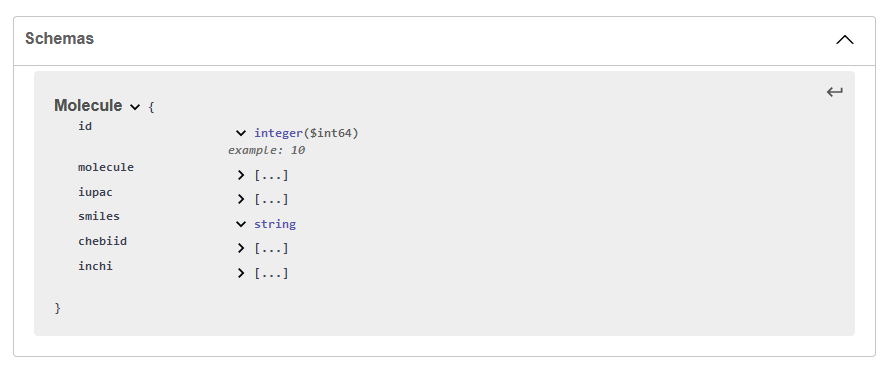 Schemas
Molecule {
id integer($int64)
example: 10
molecule [...]
iupac [...]
smiles string
chebiid [...]
inchi [...]
}